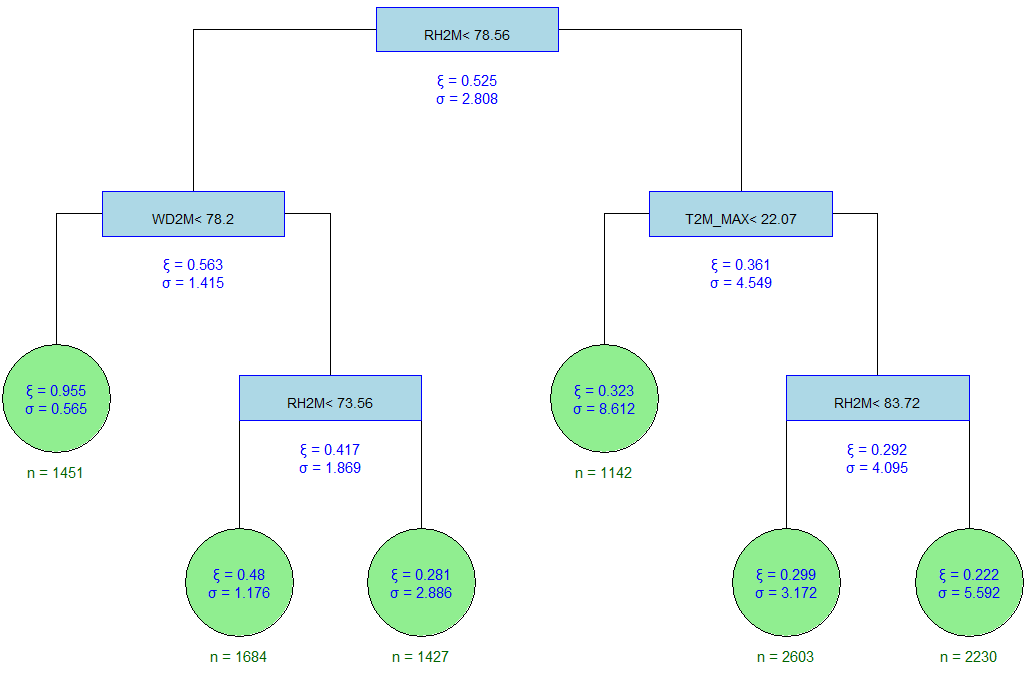 RH2M< 78.56
ξ = 0.525
σ = 2.808
WD2M< 78.2
ξ = 0.563
σ = 1.415
T2M_MAX< 22.07
ξ = 0.361
σ = 4.549
ξ = 0.955
σ = 0.565
n = 1451
RH2M< 73.56
ξ = 0.417
σ = 1.869
ξ = 0.323
σ = 8.612
n = 1142
RH2M< 83.72
ξ = 0.292
σ = 4.095
ξ = 0.48
σ = 1.176
n = 1684
ξ = 0.281
σ = 2.886
n = 1427
ξ = 0.299
σ = 3.172
n = 2603
ξ = 0.222
σ = 5.592
n = 2230